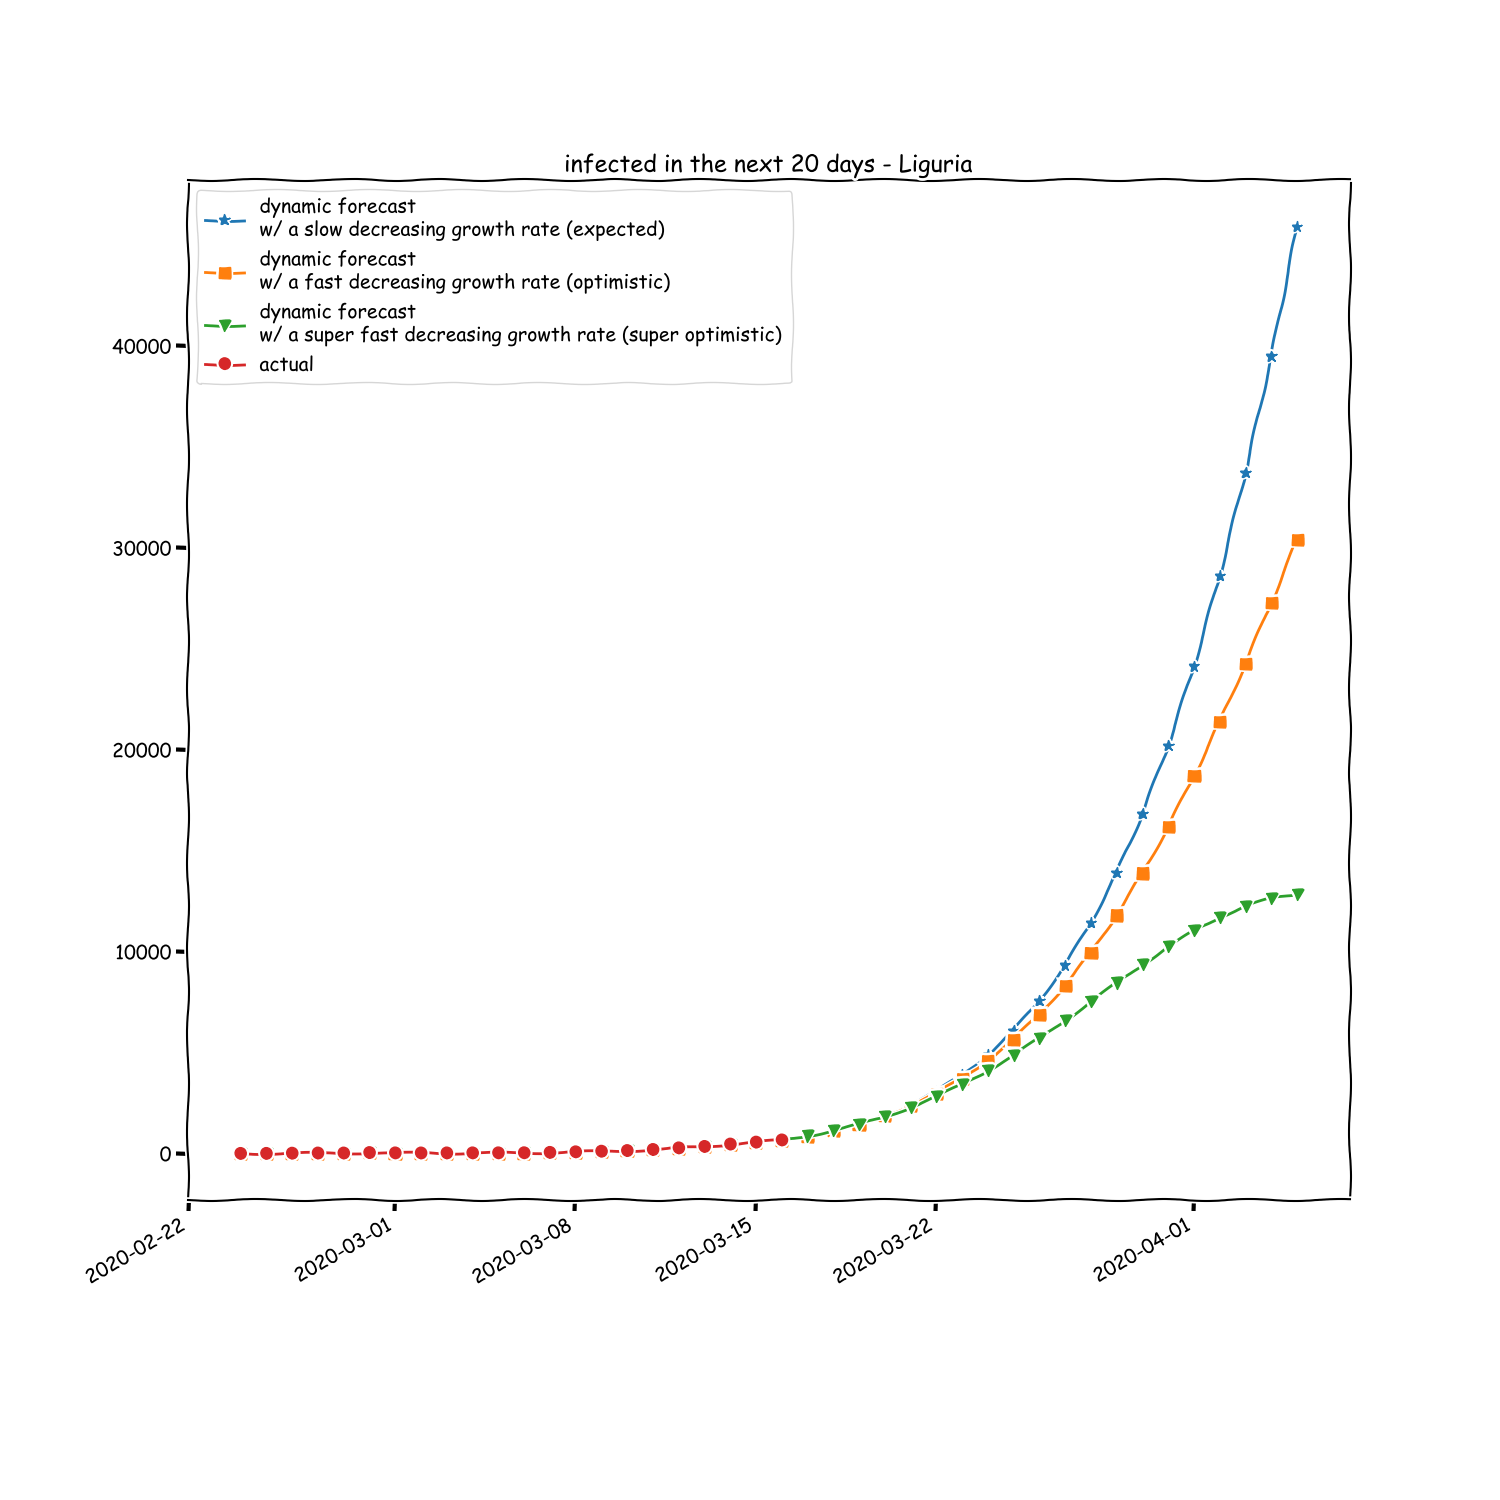 infected in the next 20 days - Liguria
dynamic forecast
w/ a slow decreasing growth rate (expected)
dynamic forecast
w/ a fast decreasing growth rate (optimistic)
dynamic forecast
w/ a super fast decreasing growth rate (super optimistic)
actual
40000
30000
20000
10000
0
2020-02-22
2020-03-01
2020-03-08
2020-03-15
2020-03-22
2020-04-01